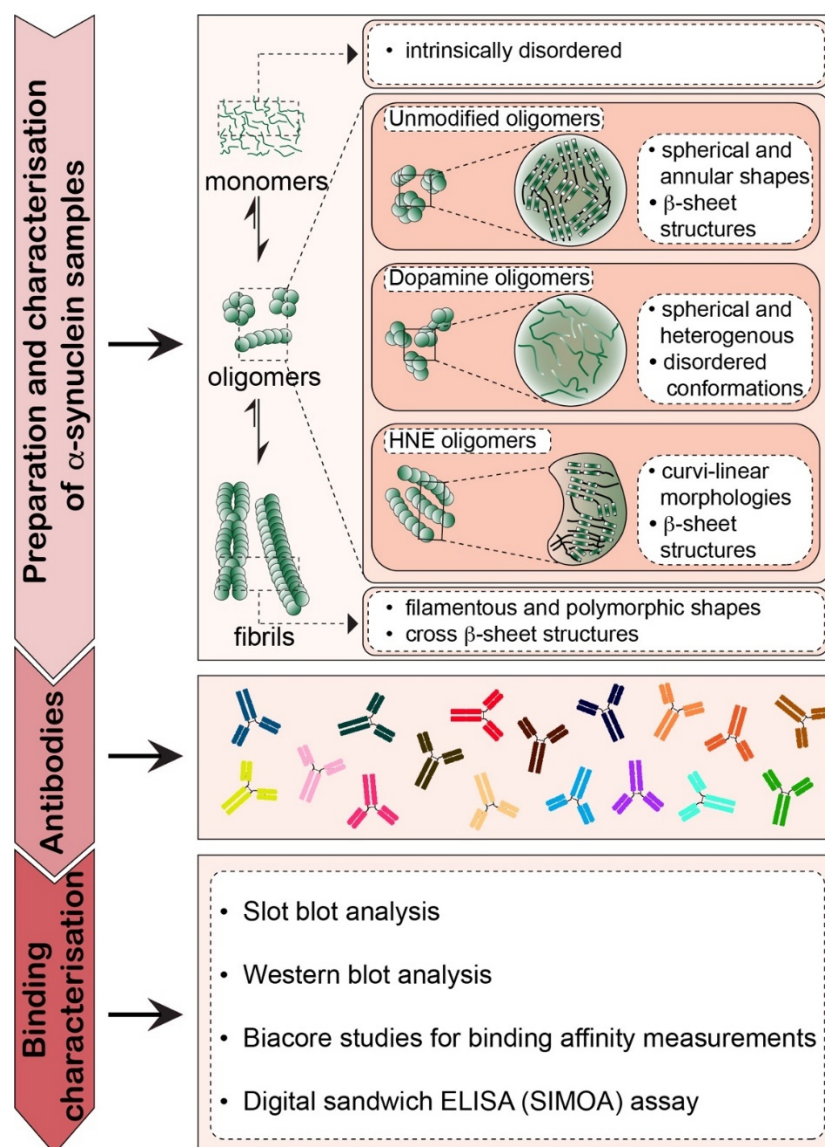 Preparation and characterisation
of α-synuclein samples
monomers
oligomers
fibrils
• intrinsically disordered
Unmodified oligomers
• spherical and
annular shapes
• β-sheet
structures
Dopamine oligomers
• spherical and
heterogenous
• disordered
conformations
HNE oligomers
• curvi-linear
morphologies
• β-sheet
structures
• filamentous and polymorphic shapes
• cross β-sheet structures
Antibodies
Binding
characterisation
• Slot blot analysis
• Western blot analysis
• Biacore studies for binding affinity measurements
• Digital sandwich ELISA (SIMOA) assay